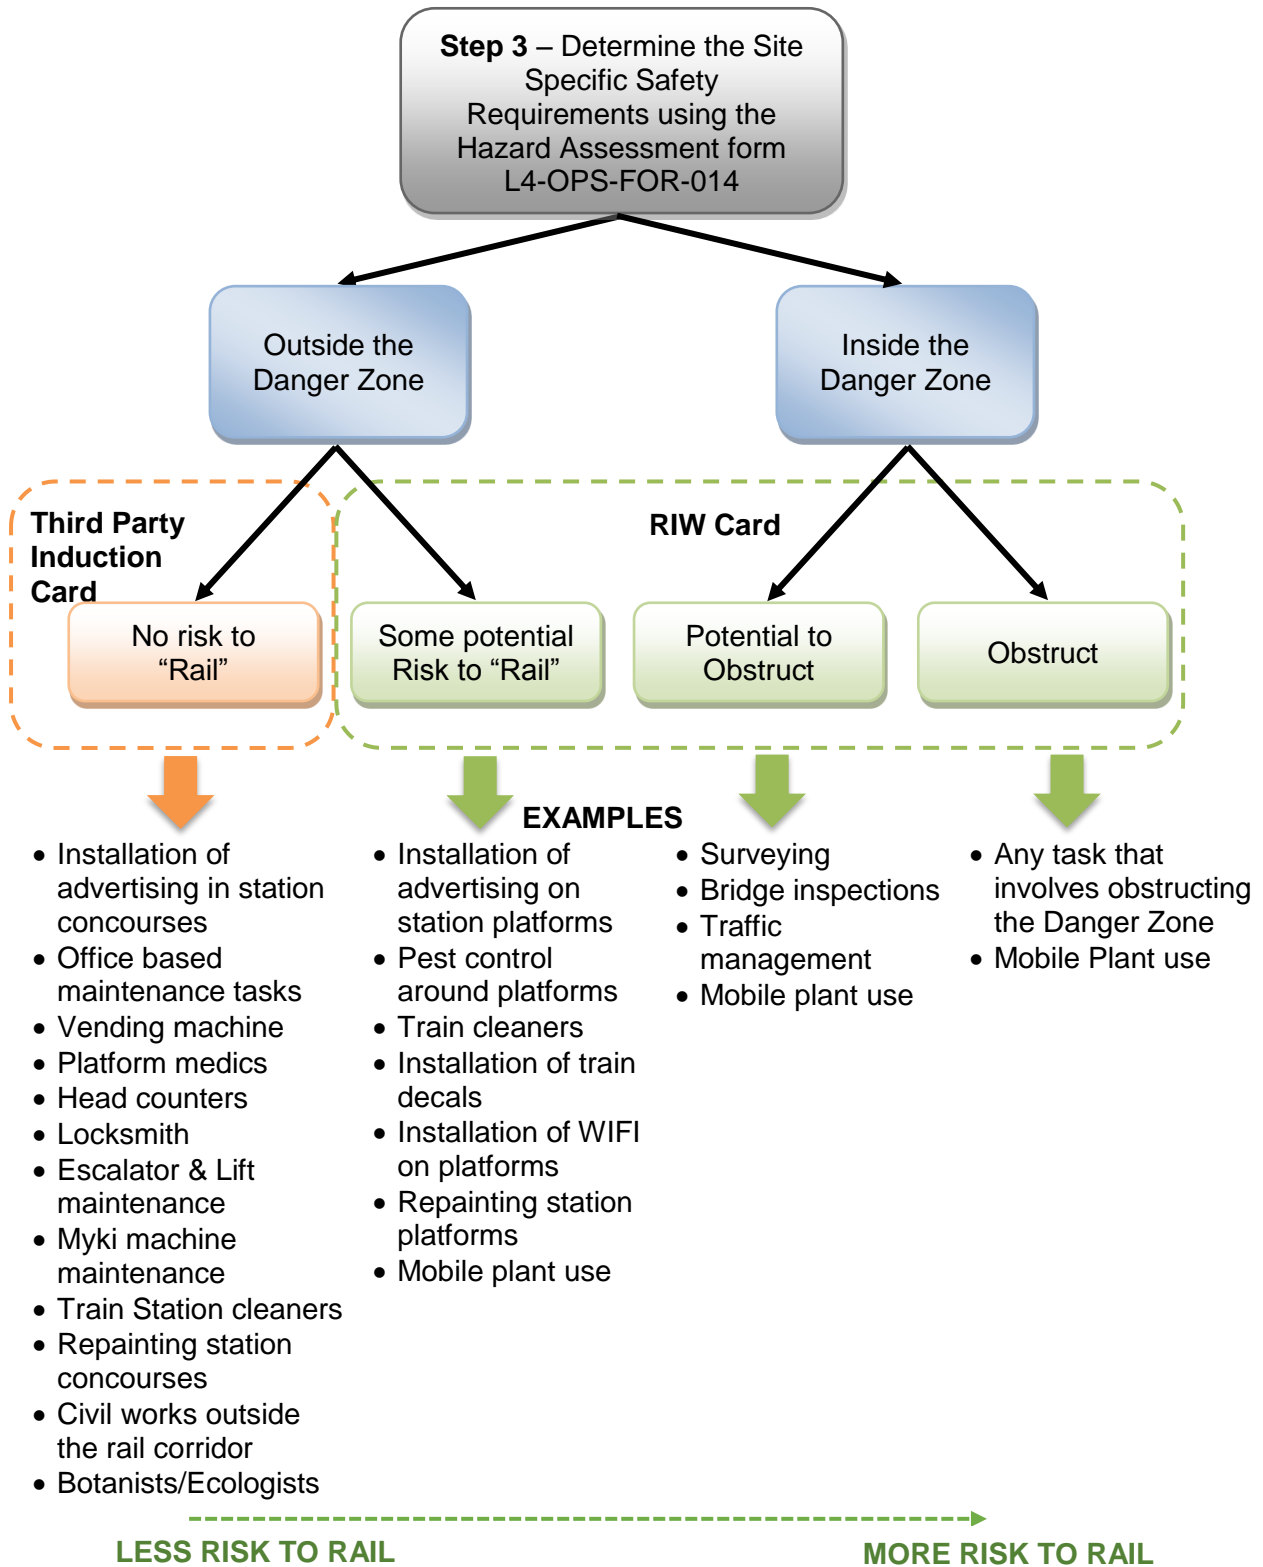 Step 3 – Determine the Site
Specific Safety
Requirements using the
Hazard Assessment form
L4-OPS-FOR-014
Outside the
Danger Zone
Inside the
Danger Zone
Third Party
Induction
Card
RIW Card
No risk to
“Rail”
Some potential
Risk to “Rail”
Potential to
Obstruct
Obstruct
EXAMPLES
• Installation of
advertising in station
concourses
• Office based
maintenance tasks
• Vending machine
• Platform medics
• Head counters
• Locksmith
• Escalator & Lift
maintenance
• Myki machine
maintenance
• Train Station cleaners
• Repainting station
concourses
• Civil works outside
the rail corridor
• Botanists/Ecologists
• Installation of
advertising on
station platforms
• Pest control
around platforms
• Train cleaners
• Installation of train
decals
• Installation of WIFI
on platforms
• Repainting station
platforms
• Mobile plant use
• Surveying
• Bridge inspections
• Traffic
management
• Mobile plant use
• Any task that
involves obstructing
the Danger Zone
• Mobile Plant use
LESS RISK TO RAIL
MORE RISK TO RAIL